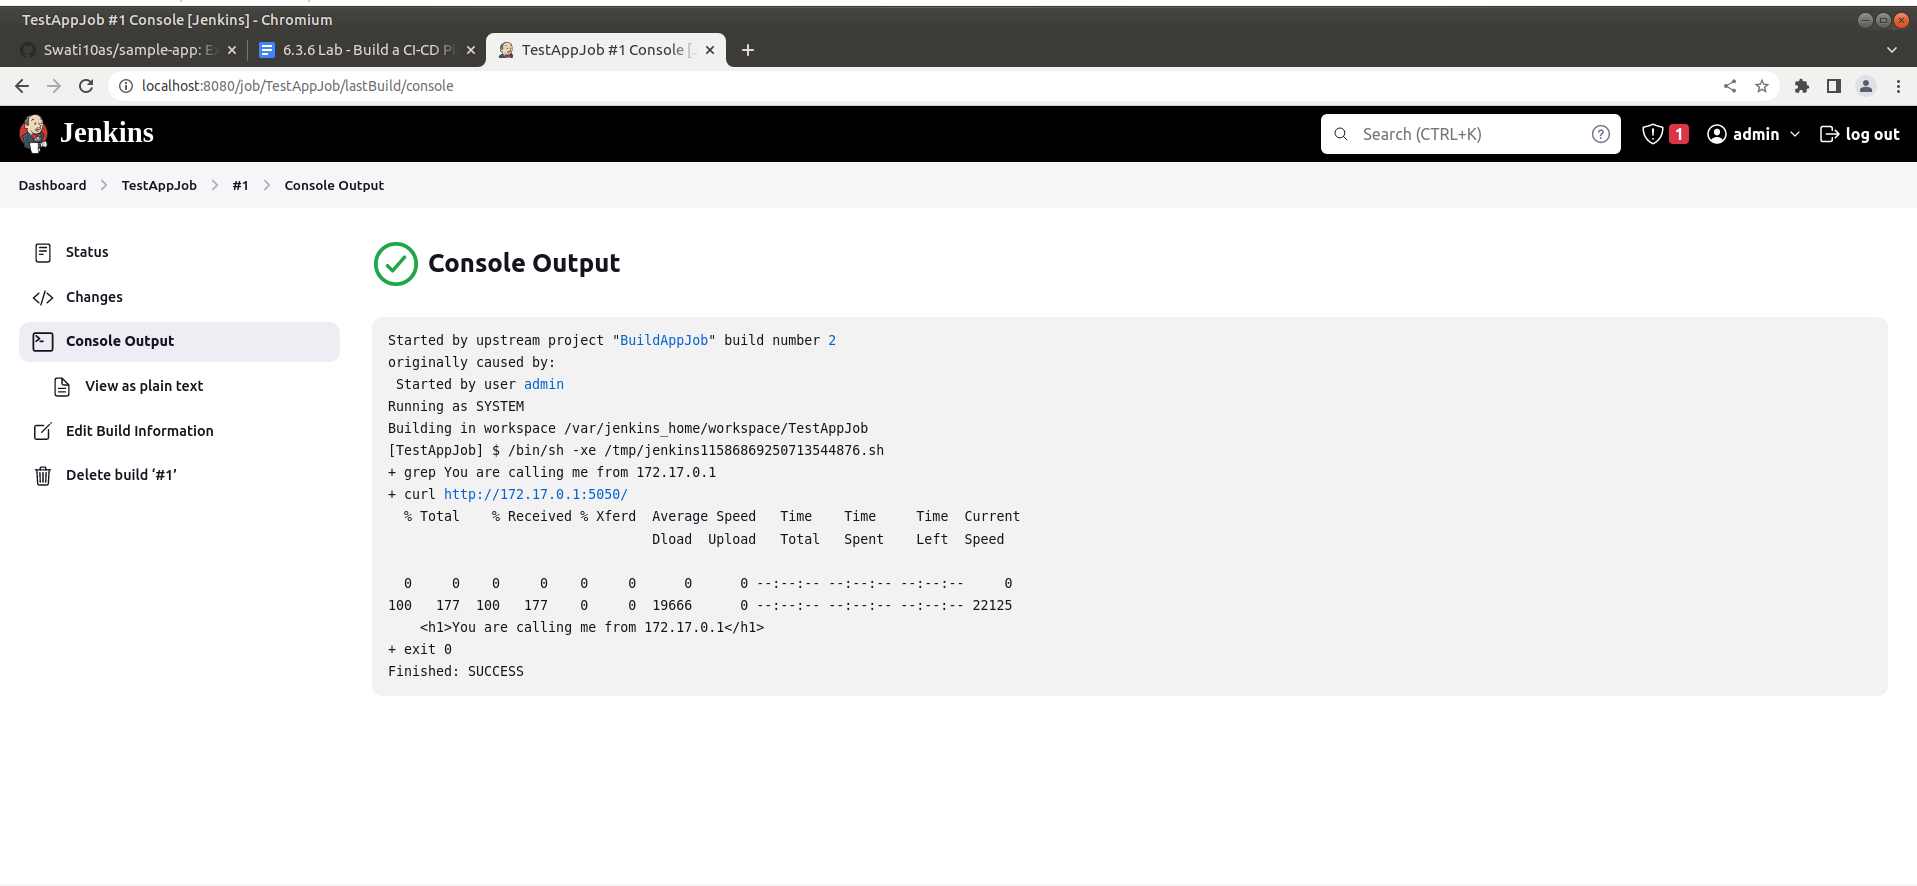 TestAppJob #1 Console [Jenkins] - Chromium
Swati10as/sample-app: Ex
6.3.6 Lab - Build a CI-CD Pi
TestAppJob #1 Console [
localhost:8080/job/TestAppJob/lastBuild/console
Jenkins
Search (CTRL+K)
1
admin
log out
Dashboard
TestAppJob
#1
Console Output
Status
Changes
Console Output
View as plain text
Edit Build Information
Delete build ‘#1’
Console Output
Started by upstream project "BuildAppJob" build number 2
originally caused by:
 Started by user admin
Running as SYSTEM
Building in workspace /var/jenkins_home/workspace/TestAppJob
[TestAppJob] $ /bin/sh -xe /tmp/jenkins11586869250713544876.sh
+ grep You are calling me from 172.17.0.1
+ curl http://172.17.0.1:5050/
  % Total    % Received % Xferd  Average Speed   Time    Time     Time  Current
                                 Dload  Upload   Total   Spent    Left  Speed
  0     0    0     0    0     0      0      0 --:--:-- --:--:-- --:--:--     0
100   177  100   177    0     0  19666      0 --:--:-- --:--:-- --:--:-- 22125
    <h1>You are calling me from 172.17.0.1</h1>
+ exit 0
Finished: SUCCESS